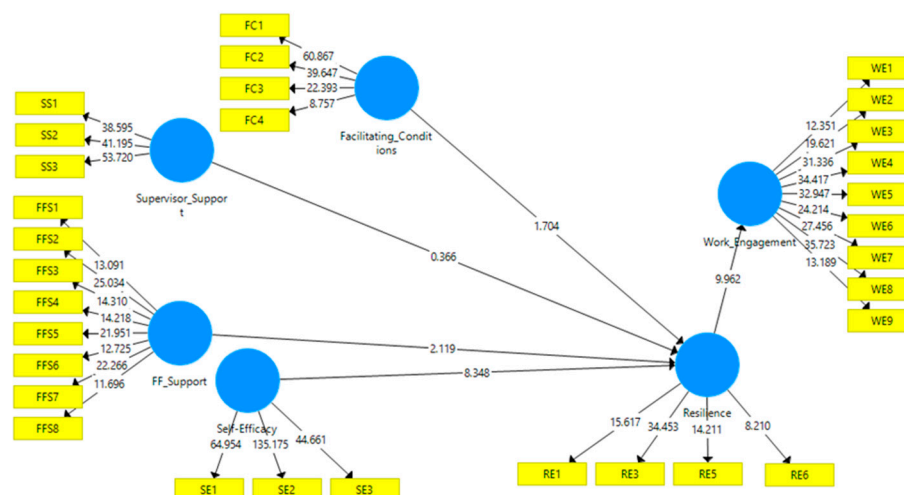 FC1
FC2
FC3
FC4
60.867
39.647
22.393
8.757
Facilitating_Condit
ions
SS1
SS2
SS3
38.595
41.195
53.720
Supervisor_Suppor
t
FFS1
FFS2
FFS3
FFS4
FFS5
FFS6
FFS7
FFS8
13.091
25.034
14.310
14.218
21.951
12.725
22.266
11.696
FF_Support
Self-Efficacy
64.954
135.175
44.661
SE1
SE2
SE3
1.704
0.366
2.119
8.348
9.962
Resilience
15.617
34.453
14.211
8.210
RE1
RE3
RE5
RE6
Work_Engagement
12.351
19.621
31.336
34.417
32.947
24.214
27.456
35.723
13.189
WE1
WE2
WE3
WE4
WE5
WE6
WE7
WE8
WE9